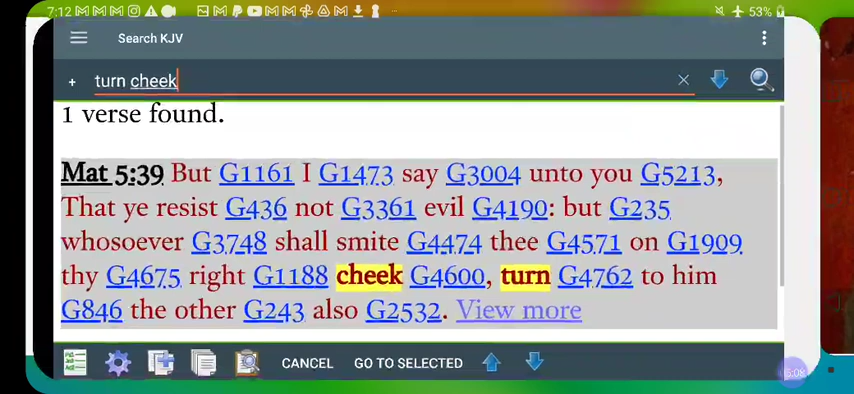 7:12
53%
Search KJV
+ turn cheek
1 verse found.
Mat 5:39 But G1161 I G1473 say G3004 unto you G5213,
That ye resist G436 not G3361 evil G4190: but G235
whosoever G3748 shall smite G4474 thee G4571 on G1909
thy G4675 right G1188 cheek G4600, turn G4762 to him
G846 the other G243 also G2532. View more
CANCEL GO TO SELECTED